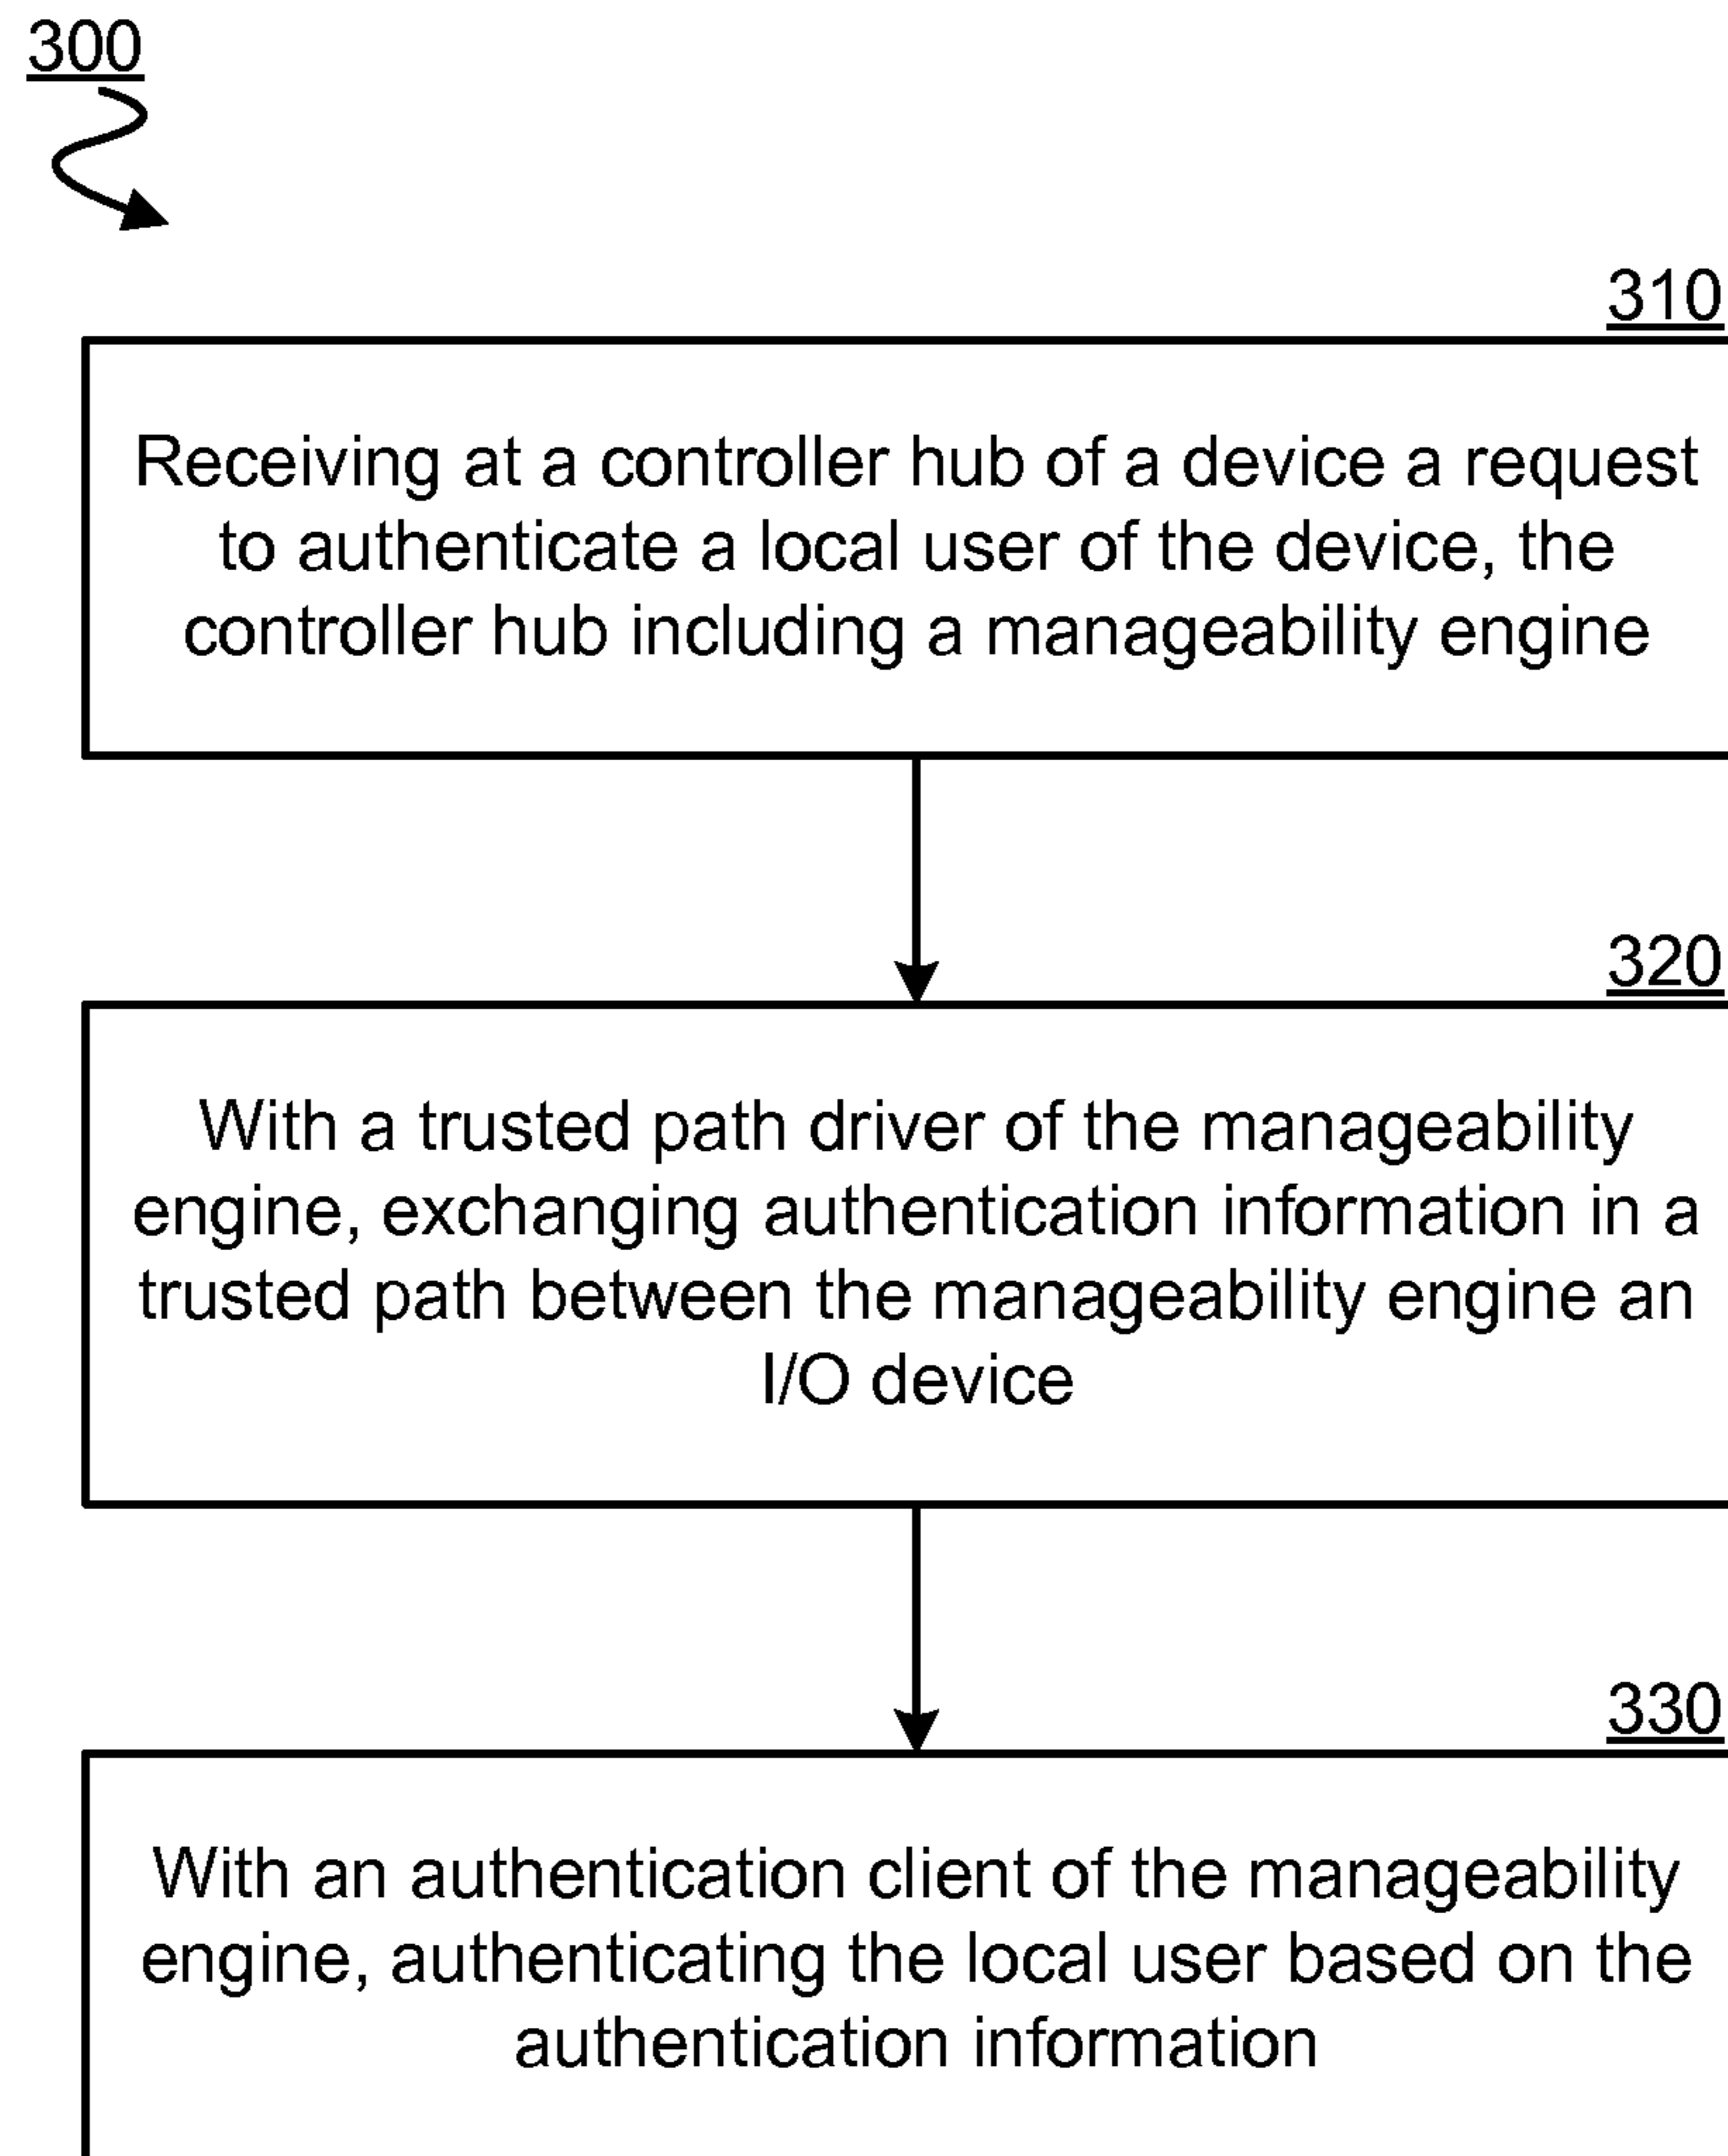 300
310
Receiving at a controller hub of a device a request
to authenticate a local user of the device, the
controller hub including a manageability engine
320
With a trusted path driver of the manageability
engine, exchanging authentication information in a
trusted path between the manageability engine an
I/O device
330
With an authentication client of the manageability
engine, authenticating the local user based on the
authentication information